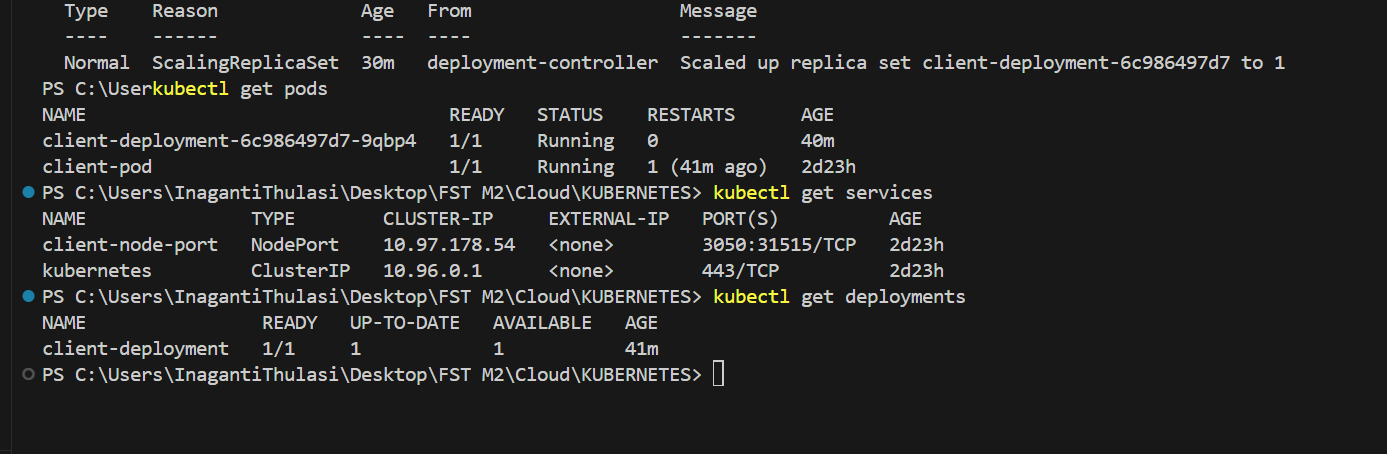 Type Reason Age From Message
---- ------ ---- ---- -------
Normal ScalingReplicaSet 30m deployment-controller Scaled up replica set client-deployment-6c986497d7 to 1
PS C:\Userkubectl get pods
NAME READY STATUS RESTARTS AGE
client-deployment-6c986497d7-9qbp4 1/1 Running 0 40m
client-pod 1/1 Running 1 (41m ago) 2d23h
PS C:\Users\InagantiThulasi\Desktop\FST M2\Cloud\KUBERNETES> kubectl get services
NAME TYPE CLUSTER-IP EXTERNAL-IP PORT(S) AGE
client-node-port NodePort 10.97.178.54 <none> 3050:31515/TCP 2d23h
kubernetes ClusterIP 10.96.0.1 <none> 443/TCP 2d23h
PS C:\Users\InagantiThulasi\Desktop\FST M2\Cloud\KUBERNETES> kubectl get deployments
NAME READY UP-TO-DATE AVAILABLE AGE
client-deployment 1/1 1 1 41m
PS C:\Users\InagantiThulasi\Desktop\FST M2\Cloud\KUBERNETES>